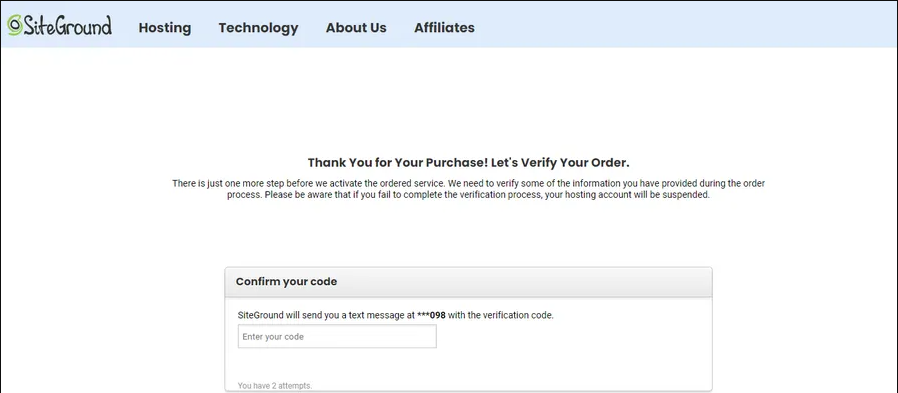 SiteGround Hosting Technology About Us Affiliates
Thank You for Your Purchase! Let's Verify Your Order.
There is just one more step before we activate the ordered service. We need to verify some of the information you have provided during the order
process. Please be aware that if you fail to complete the verification process, your hosting account will be suspended.
Confirm your code
SiteGround will send you a text message at ***098 with the verification code.
Enter your code
You have 2 attempts.